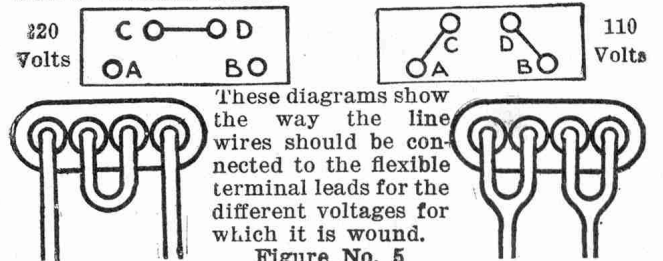 220
Volts
C D
A B
C D
A B
110
Volts
These diagrams show
the way the line
wires should be con-
nected to the flexible
terminal leads for the
different voltages for
which it is wound.
Figure No. 5